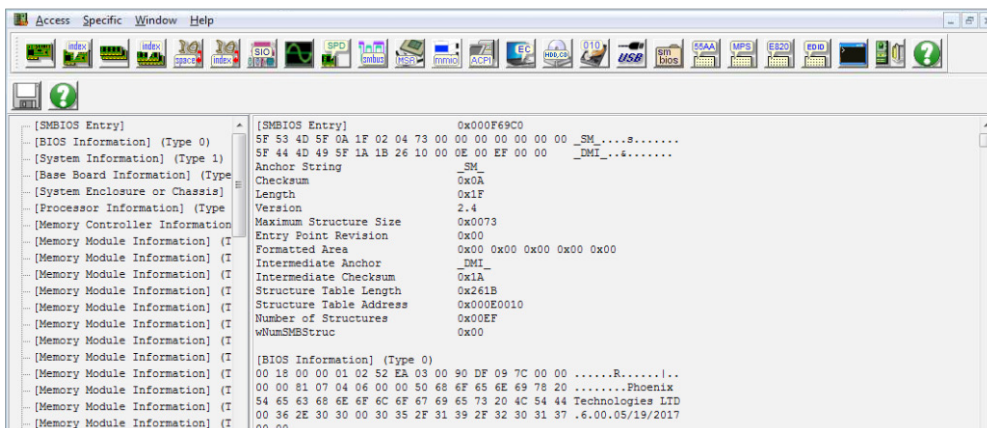 Access Specific Window Help
index
index
space
index
SIO
SPD
smbus
MSR
mmio
ACPI
EC
HDD,CD
010
USB
sm
bios
55AA
MPS
E820
EDID
[SMBIOS Entry]
[BIOS Information] (Type 0)
[System Information] (Type 1)
[Base Board Information] (Type
[System Enclosure or Chassis]
[Processor Information] (Type
[Memory Controller Information
[Memory Module Information] (T
[Memory Module Information] (T
[Memory Module Information] (T
[Memory Module Information] (T
[Memory Module Information] (T
[Memory Module Information] (T
[Memory Module Information] (T
[Memory Module Information] (T
[Memory Module Information] (T
[Memory Module Information] (T
[Memory Module Information] (T
[Memory Module Information] (T
[SMBIOS Entry] 0x000F69C0
5F 53 4D 5F 0A 1F 02 04 73 00 00 00 00 00 00 00 _SM_....s.......
5F 44 4D 49 5F 1A 1B 26 10 00 0E 00 EF 00 00 _DMI_..&.......
Anchor String _SM_
Checksum 0x0A
Length 0x1F
Version 2.4
Maximum Structure Size 0x0073
Entry Point Revision 0x00
Formatted Area 0x00 0x00 0x00 0x00 0x00
Intermediate Anchor _DMI_
Intermediate Checksum 0x1A
Structure Table Length 0x261B
Structure Table Address 0x000E0010
Number of Structures 0x00EF
wNumSMBStruc 0x00
[BIOS Information] (Type 0)
00 18 00 00 01 02 52 EA 03 00 90 DF 09 7C 00 00 ......R......|..
00 00 81 07 04 06 00 00 50 68 6F 65 6E 69 78 20 ........Phoenix
54 65 63 68 6E 6F 6C 6F 67 69 65 73 20 4C 54 44 Technologies LTD
00 36 2E 30 30 00 30 35 2F 31 39 2F 32 30 31 37 .6.00.05/19/2017
00 00